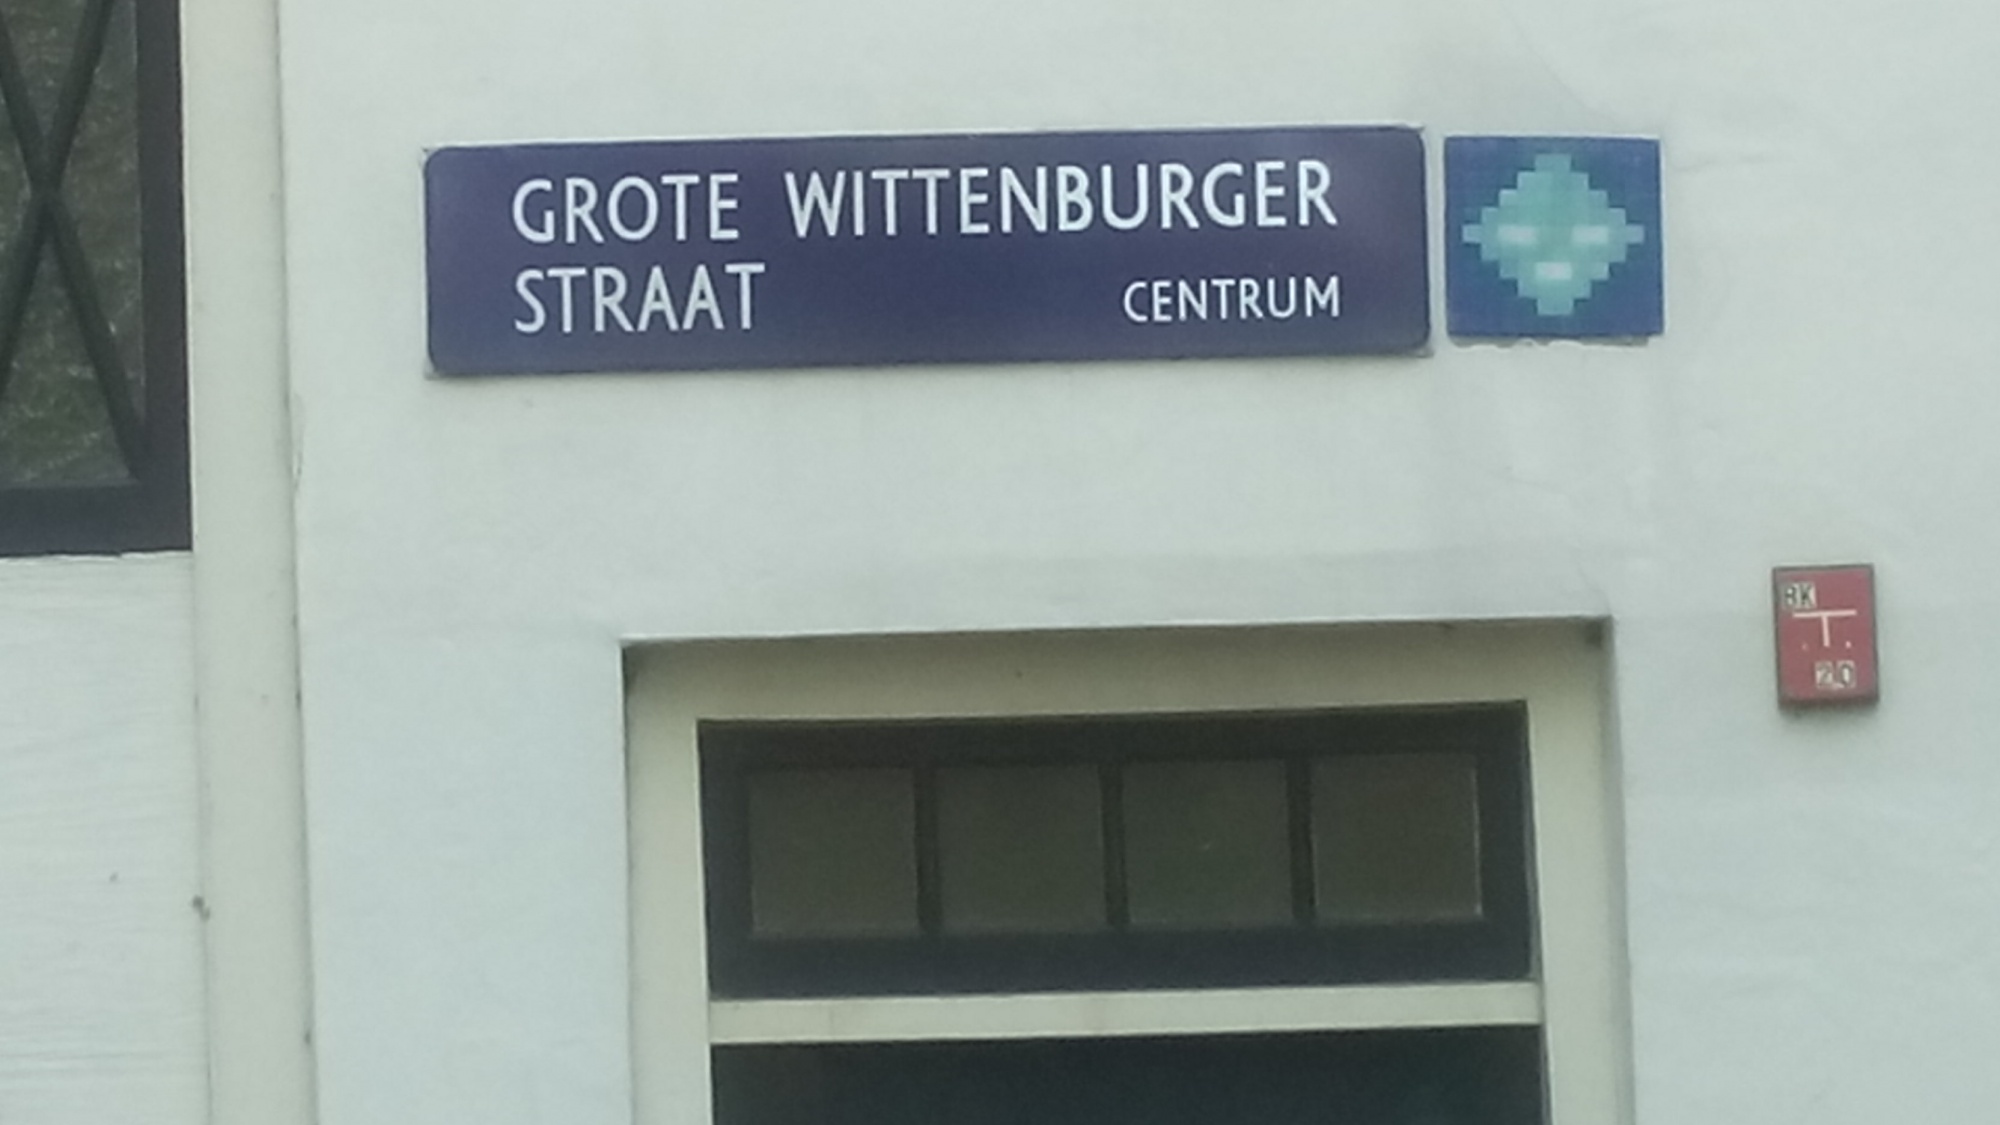 GROTE WITTENBURGER
STRAAT CENTRUM
BK
T
20